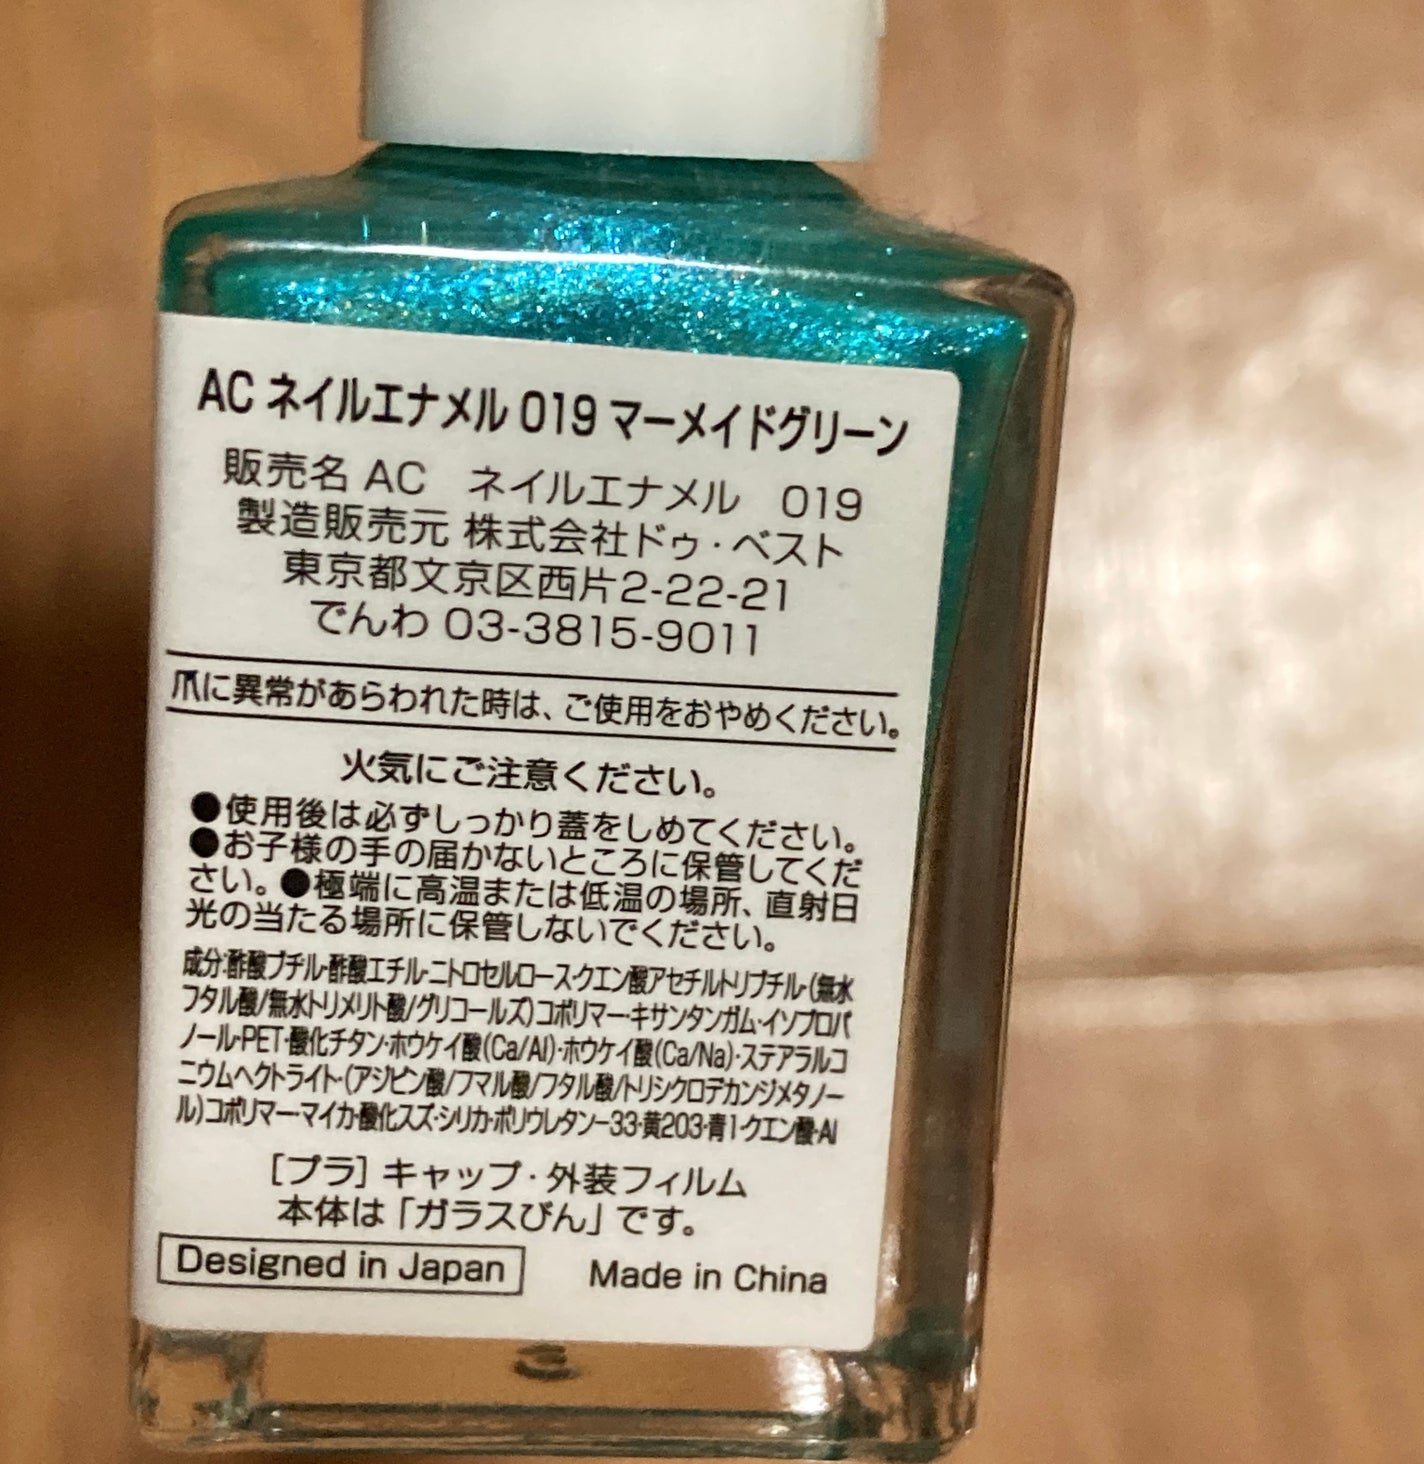 AC ネイルエナメル 019 マーメイドグリーン
販売名 AC　ネイルエナメル　019
製造販売元 株式会社ドゥ・ベスト
東京都文京区西片2-22-21
でんわ 03-3815-9011
爪に異常があらわれた時は、ご使用をおやめください。
火気にご注意ください。
●使用後は必ずしっかり蓋をしめてください。
●お子様の手の届かないところに保管してくだ
さい。●極端に高温または低温の場所、直射日
光の当たる場所に保管しないでください。
成分:酢酸ブチル・酢酸エチル・ニトロセルロース・クエン酸アセチルトリブチル・(無水
フタル酸/無水トリメリト酸/グリコールズ)コポリマー・キサンタンガム・イソプロパ
ノール・PET・酸化チタン・ホウケイ酸(Ca/Al)・ホウケイ酸(Ca/Na)・ステアラルコ
ニウムヘクトライト・(アジピン酸/フマル酸/フタル酸/トリシクロデカンジメタノー
ル)コポリマー・マイカ・酸化スズ・シリカ・ポリウレタン-33・黄203・青1・クエン酸・Al
[プラ] キャップ・外装フィルム
本体は「ガラスびん」です。
Designed in Japan　Made in China